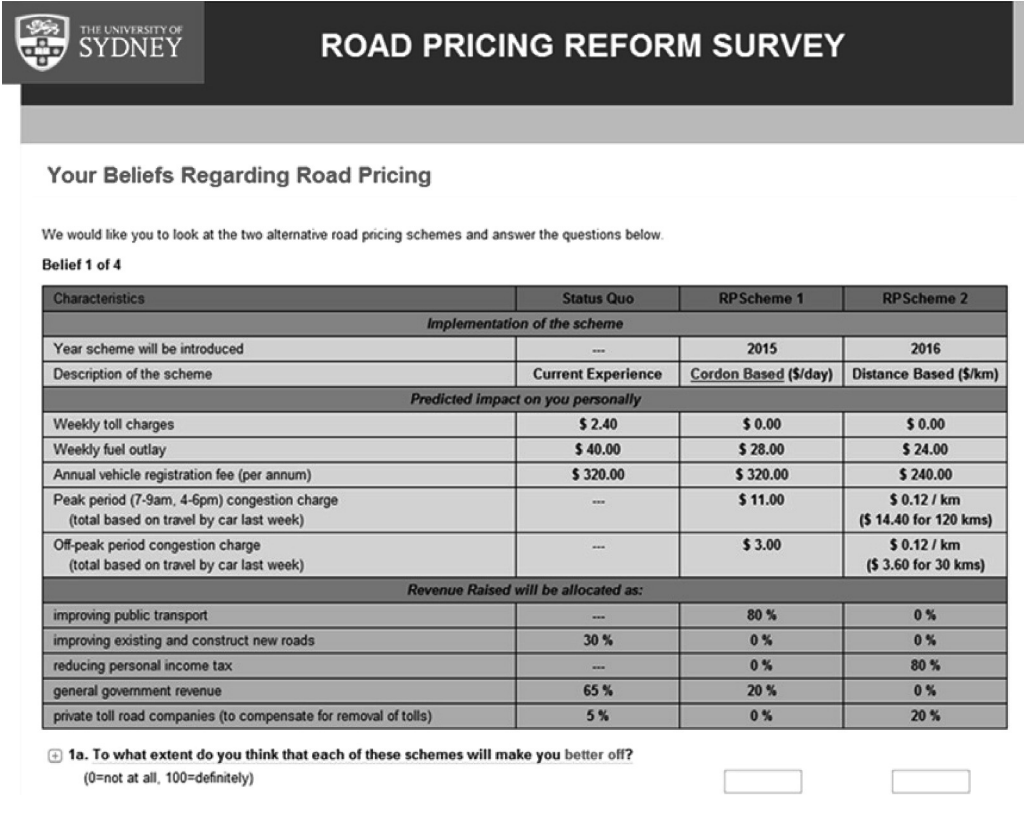 THE UNIVERSITY OF
SYDNEY
ROAD PRICING REFORM SURVEY
Your Beliefs Regarding Road Pricing
We would like you to look at the two alternative road pricing schemes and answer the questions below.
Belief 1 of 4
Characteristics Status Quo RPScheme 1 RPScheme 2
Implementation of the scheme
Year scheme will be introduced --- 2015 2016
Description of the scheme Current Experience Cordon Based ($/day) Distance Based ($/km)
Predicted impact on you personally
Weekly toll charges $ 2.40 $ 0.00 $ 0.00
Weekly fuel outlay $ 40.00 $ 28.00 $ 24.00
Annual vehicle registration fee (per annum) $ 320.00 $ 320.00 $ 240.00
Peak period (7-9am, 4-6pm) congestion charge --- $ 11.00 $ 0.12 / km
(total based on travel by car last week) ($ 14.40 for 120 kms)
Off-peak period congestion charge --- $ 3.00 $ 0.12 / km
(total based on travel by car last week) ($ 3.60 for 30 kms)
Revenue Raised will be allocated as:
improving public transport --- 80 % 0 %
improving existing and construct new roads 30 % 0 % 0 %
reducing personal income tax --- 0 % 80 %
general government revenue 65 % 20 % 0 %
private toll road companies (to compensate for removal of tolls) 5 % 0 % 20 %
1a. To what extent do you think that each of these schemes will make you better off?
(0=not at all, 100=definitely)